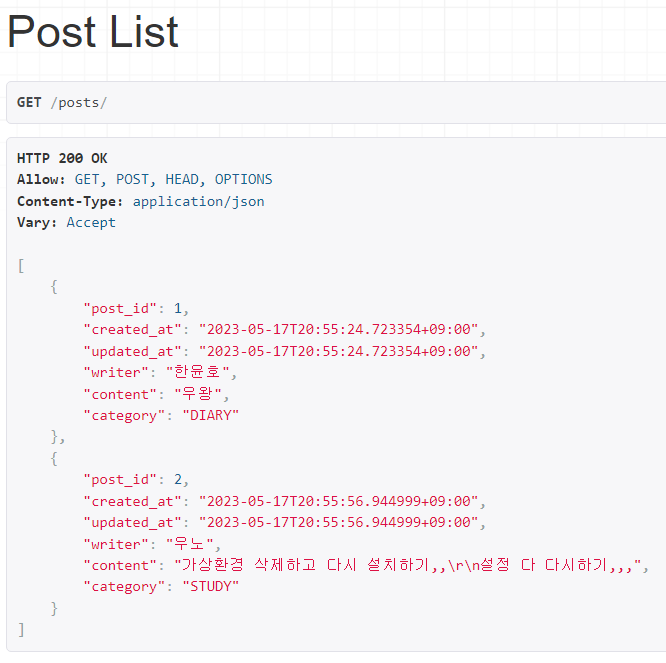 Post List
GET /posts/
HTTP 200 OK
Allow: GET, POST, HEAD, OPTIONS
Content-Type: application/json
Vary: Accept
[
    {
        "post_id": 1,
        "created_at": "2023-05-17T20:55:24.723354+09:00",
        "updated_at": "2023-05-17T20:55:24.723354+09:00",
        "writer": "한윤호",
        "content": "우왕",
        "category": "DIARY"
    },
    {
        "post_id": 2,
        "created_at": "2023-05-17T20:55:56.944999+09:00",
        "updated_at": "2023-05-17T20:55:56.944999+09:00",
        "writer": "우노",
        "content": "가상환경 삭제하고 다시 설치하기,,\r\n설정 다 다시하기,,,",
        "category": "STUDY"
    }
]